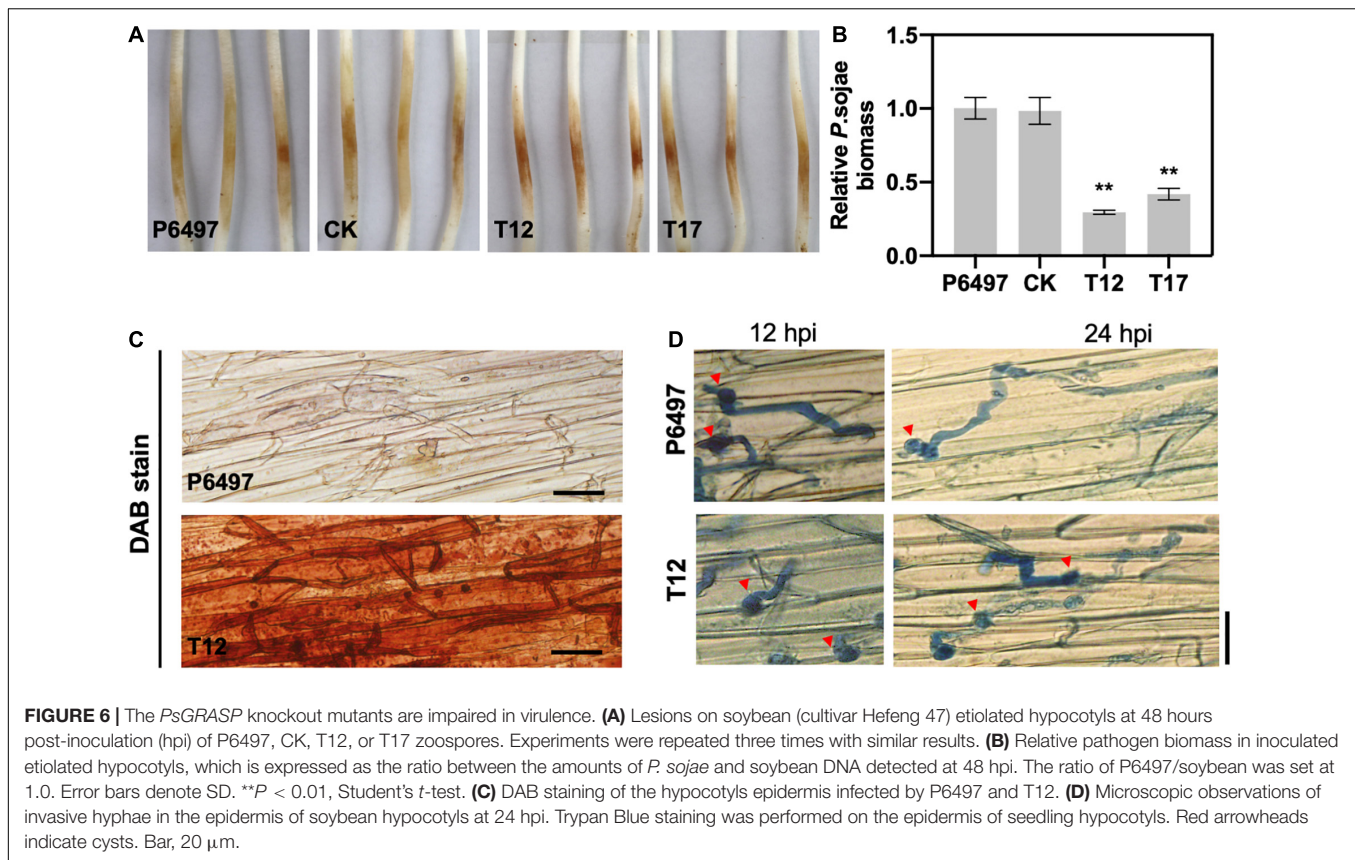 A
P6497
CK
T12
T17
B
Relative P.sojae
biomass
1.5
1.0
0.5
0.0
**
**
P6497
CK
T12
T17
C
DAB stain
P6497
T12
D
12 hpi
24 hpi
P6497
T12
FIGURE 6 | The PsGRASP knockout mutants are impaired in virulence. (A) Lesions on soybean (cultivar Hefeng 47) etiolated hypocotyls at 48 hours
post-inoculation (hpi) of P6497, CK, T12, or T17 zoospores. Experiments were repeated three times with similar results. (B) Relative pathogen biomass in inoculated
etiolated hypocotyls, which is expressed as the ratio between the amounts of P. sojae and soybean DNA detected at 48 hpi. The ratio of P6497/soybean was set at
1.0. Error bars denote SD. **P < 0.01, Student's t-test. (C) DAB staining of the hypocotyls epidermis infected by P6497 and T12. (D) Microscopic observations of
invasive hyphae in the epidermis of soybean hypocotyls at 24 hpi. Trypan Blue staining was performed on the epidermis of seedling hypocotyls. Red arrowheads
indicate cysts. Bar, 20 μm.